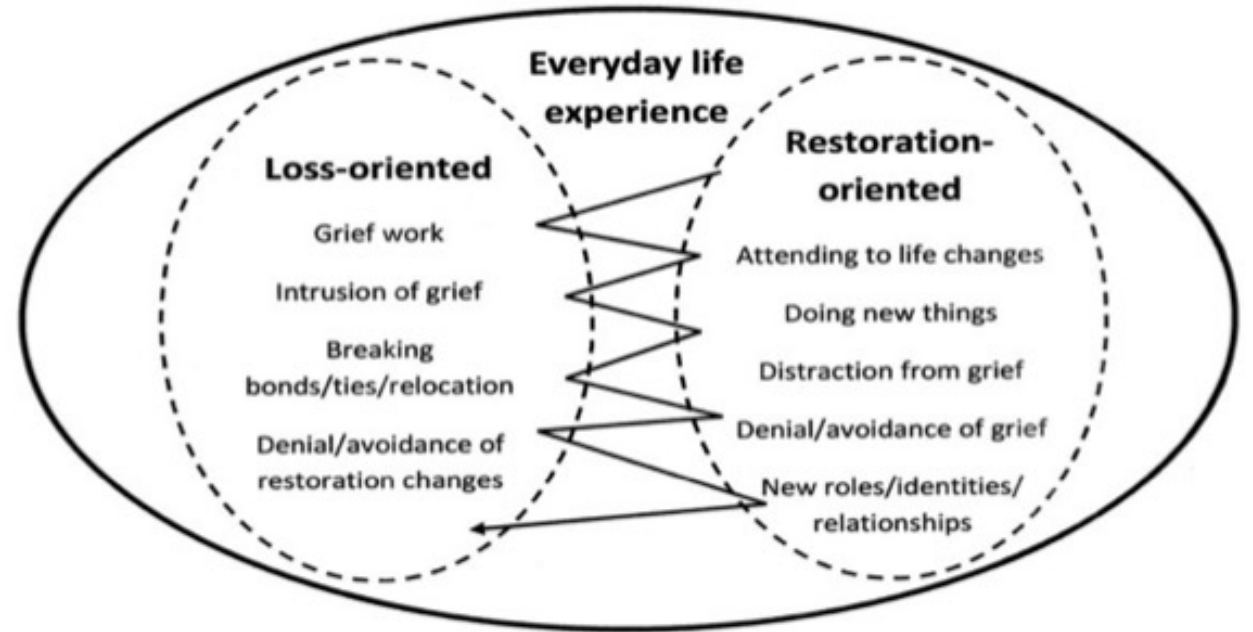 Everyday life
experience
Loss-oriented
Grief work
Intrusion of grief
Breaking
bonds/ties/relocation
Denial/avoidance of
restoration changes
Restoration-
oriented
Attending to life changes
Doing new things
Distraction from grief
Denial/avoidance of grief
New roles/identities/
relationships